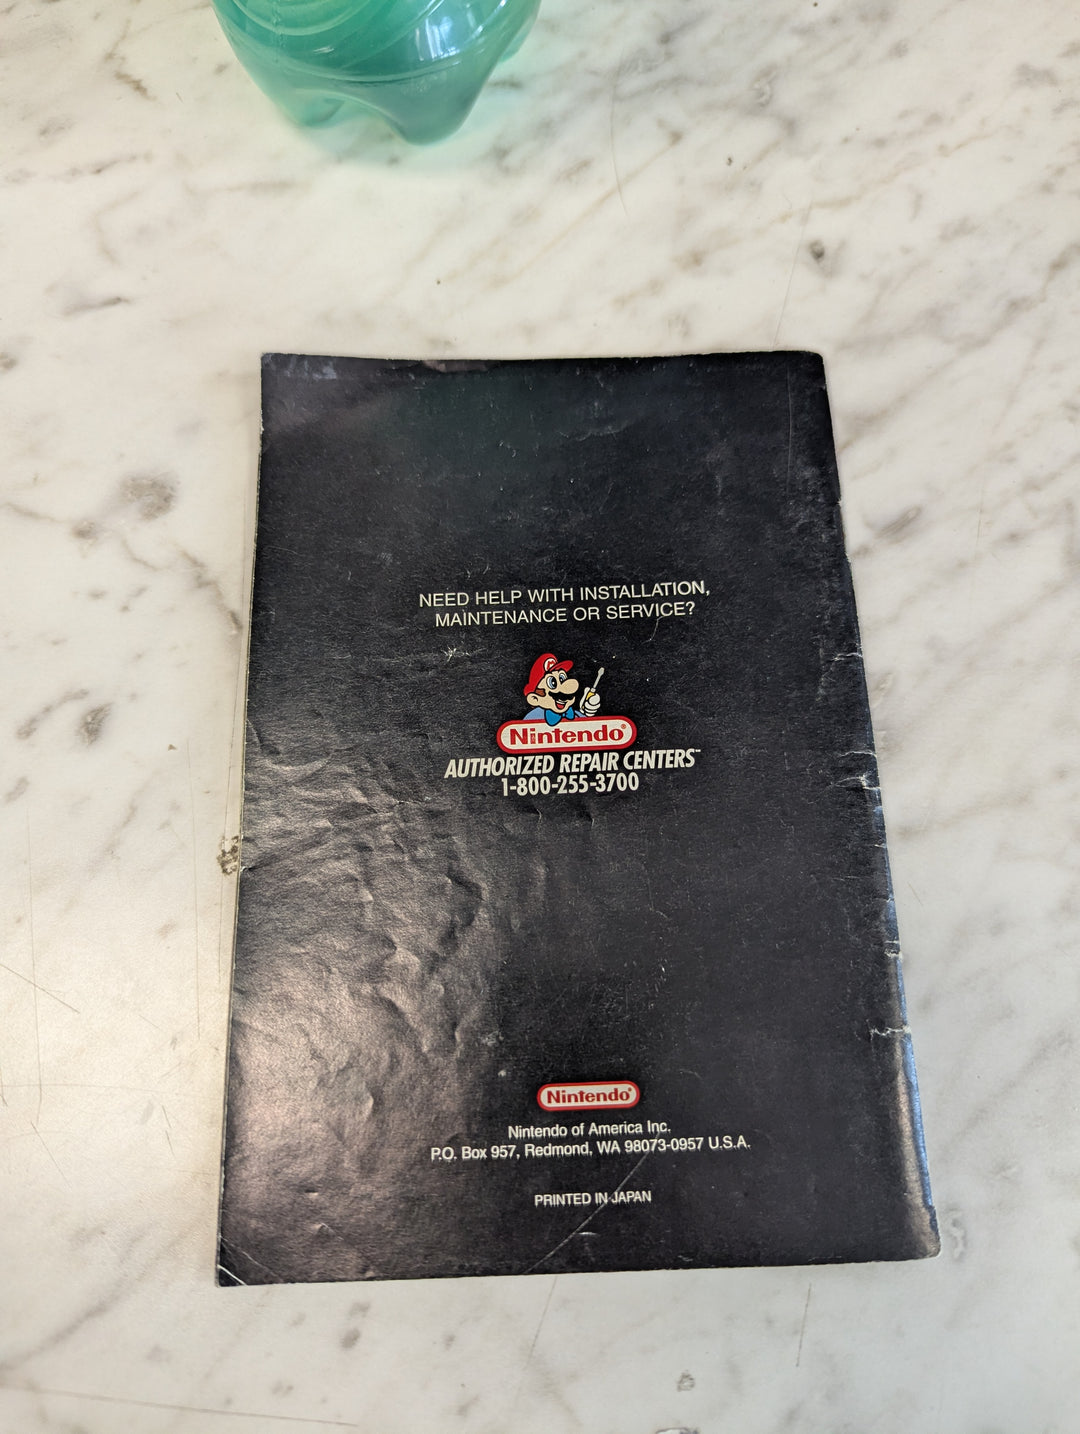 NEED HELP WITH INSTALLATION,
MAINTENANCE OR SERVICE?
M
Nintendo®
AUTHORIZED REPAIR CENTERS™
1-800-255-3700
Nintendo®
Nintendo of America Inc.
P.O. Box 957, Redmond, WA 98073-0957 U.S.A.
PRINTED IN JAPAN